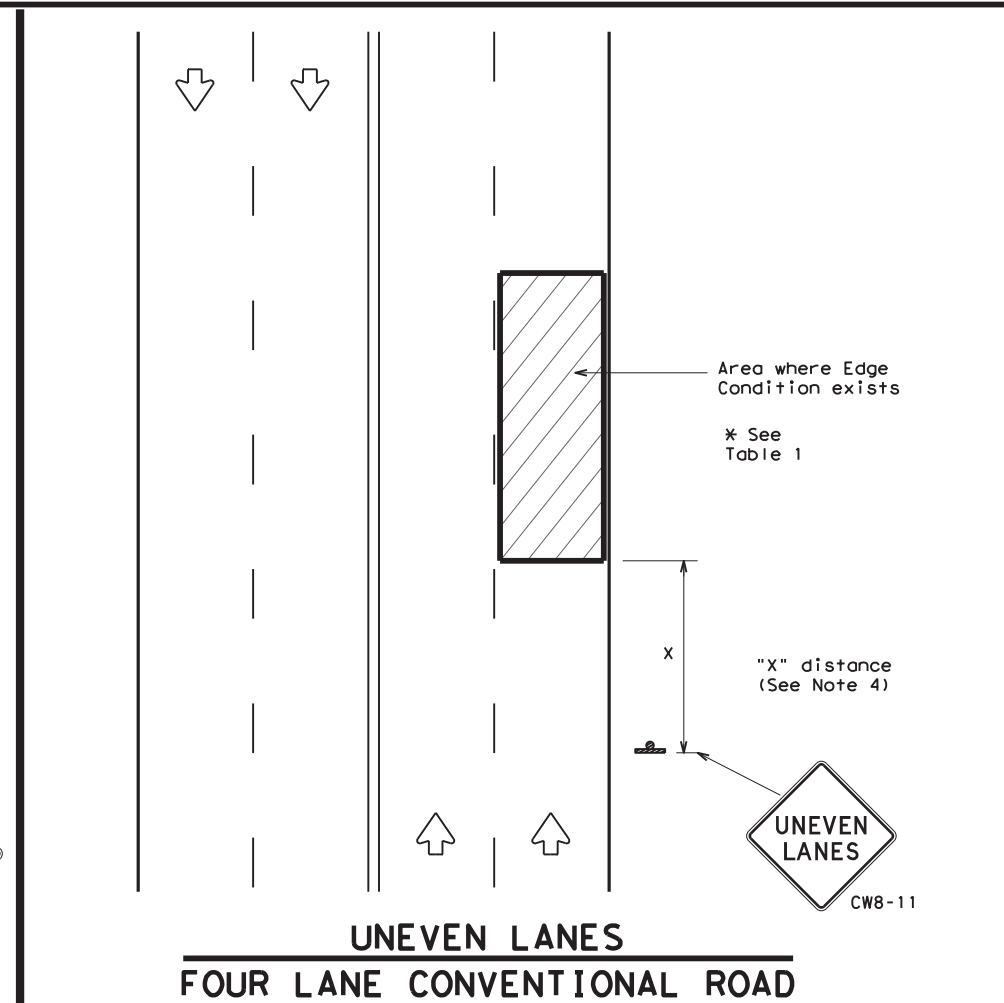 Area where Edge
Condition exists
* See
Table 1
X
"X" distance
(See Note 4)
UNEVEN
LANES
CW8-11
UNEVEN LANES
FOUR LANE CONVENTIONAL ROAD